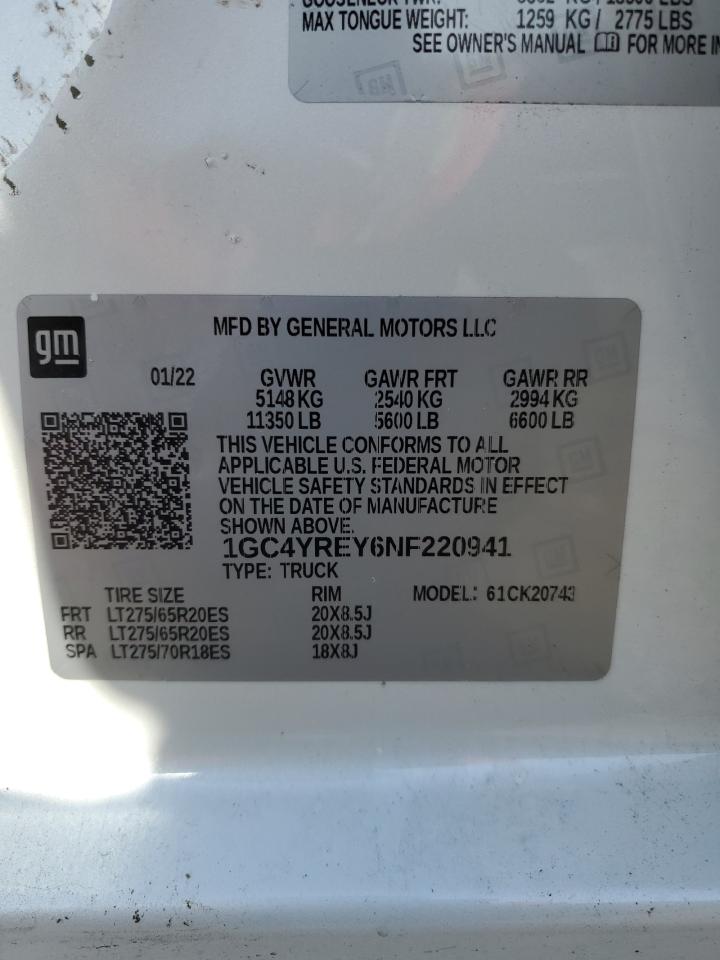 MAX TONGUE WEIGHT: 1259 KG / 2775 LBS
SEE OWNER'S MANUAL FOR MORE
gm
MFD BY GENERAL MOTORS LLC
01/22 GVWR GAWR FRT GAWR RR
5148 KG 2540 KG 2994 KG
11350 LB 5600 LB 6600 LB
THIS VEHICLE CONFORMS TO ALL
APPLICABLE U.S. FEDERAL MOTOR
VEHICLE SAFETY STANDARDS IN EFFECT
ON THE DATE OF MANUFACTURE
SHOWN ABOVE.
1GC4YREY6NF220941
TYPE: TRUCK
TIRE SIZE RIM MODEL: 61CK20743
FRT LT275/65R20ES 20X8.5J
RR LT275/65R20ES 20X8.5J
SPA LT275/70R18ES 18X8J